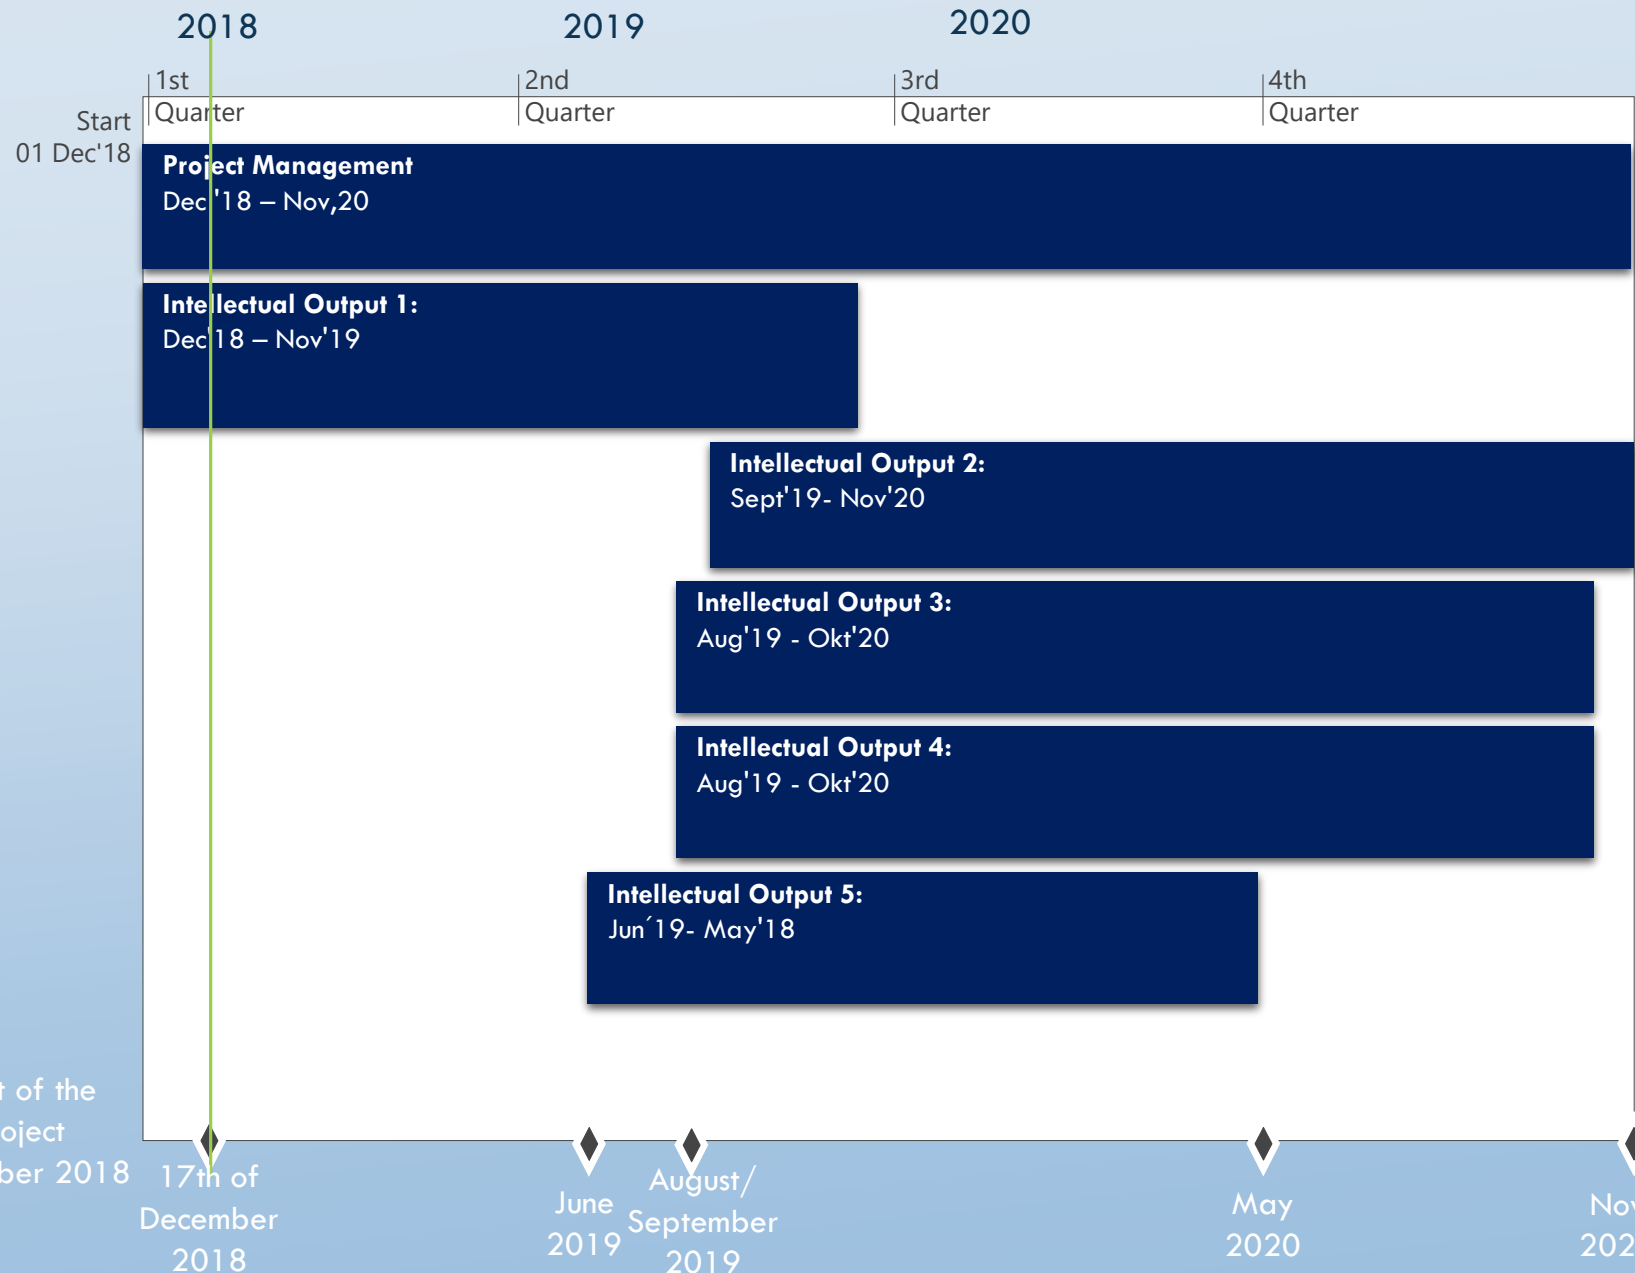 2018
2019
2020
1st
Quarter
2nd
Quarter
3rd
Quarter
4th
Quarter
Start
01 Dec'18
Project Management
Dec '18 – Nov,20
Intellectual Output 1:
Dec'18 – Nov'19
Intellectual Output 2:
Sept'19- Nov'20
Intellectual Output 3:
Aug'19 - Okt'20
Intellectual Output 4:
Aug'19 - Okt'20
Intellectual Output 5:
Jun´19- May'18
of the
2018
17th of
December
2018
June
2019
August/
September
2019
May
2020